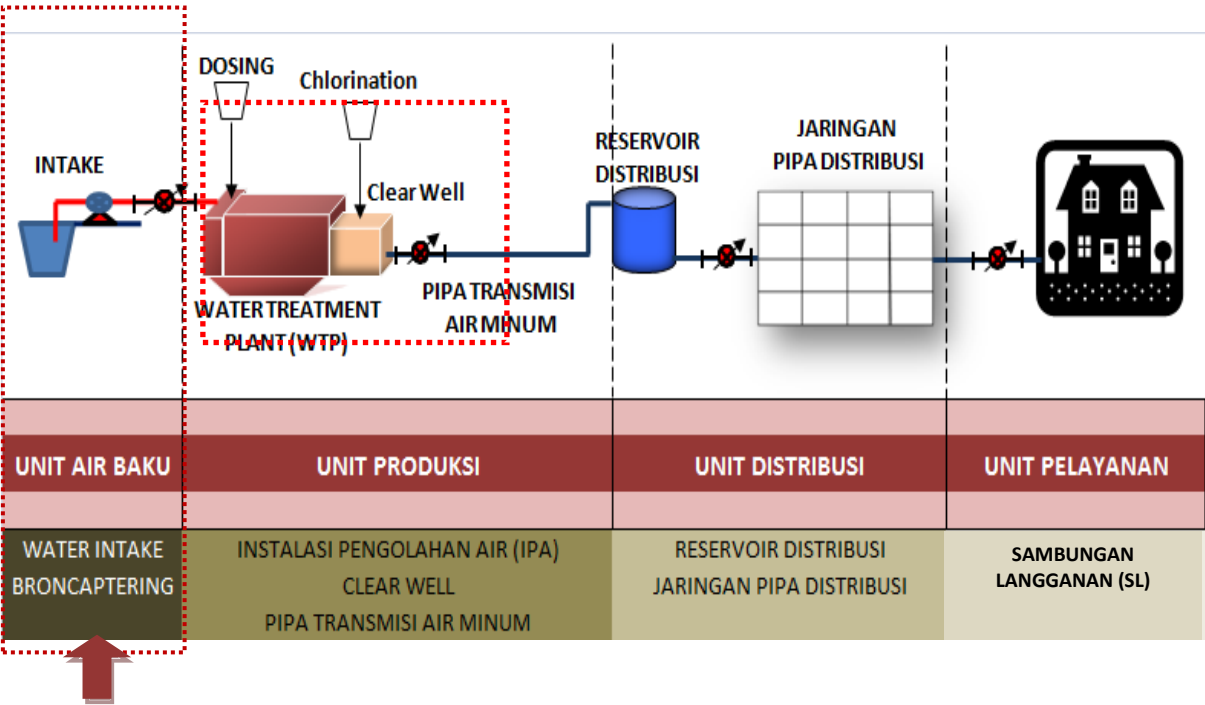 DOSING
Chlorination
INTAKE
Clear Well
WATER TREATMENT
PLANT (WTP)
PIPA TRANSMISI
AIR MINUM
RESERVOIR
DISTRIBUSI
JARINGAN
PIPA DISTRIBUSI
UNIT AIR BAKU
UNIT PRODUKSI
UNIT DISTRIBUSI
UNIT PELAYANAN
WATER INTAKE
BRONCAPTERING
INSTALASI PENGOLAHAN AIR (IPA)
CLEAR WELL
PIPA TRANSMISI AIR MINUM
RESERVOIR DISTRIBUSI
JARINGAN PIPA DISTRIBUSI
SAMBUNGAN
LANGGANAN (SL)